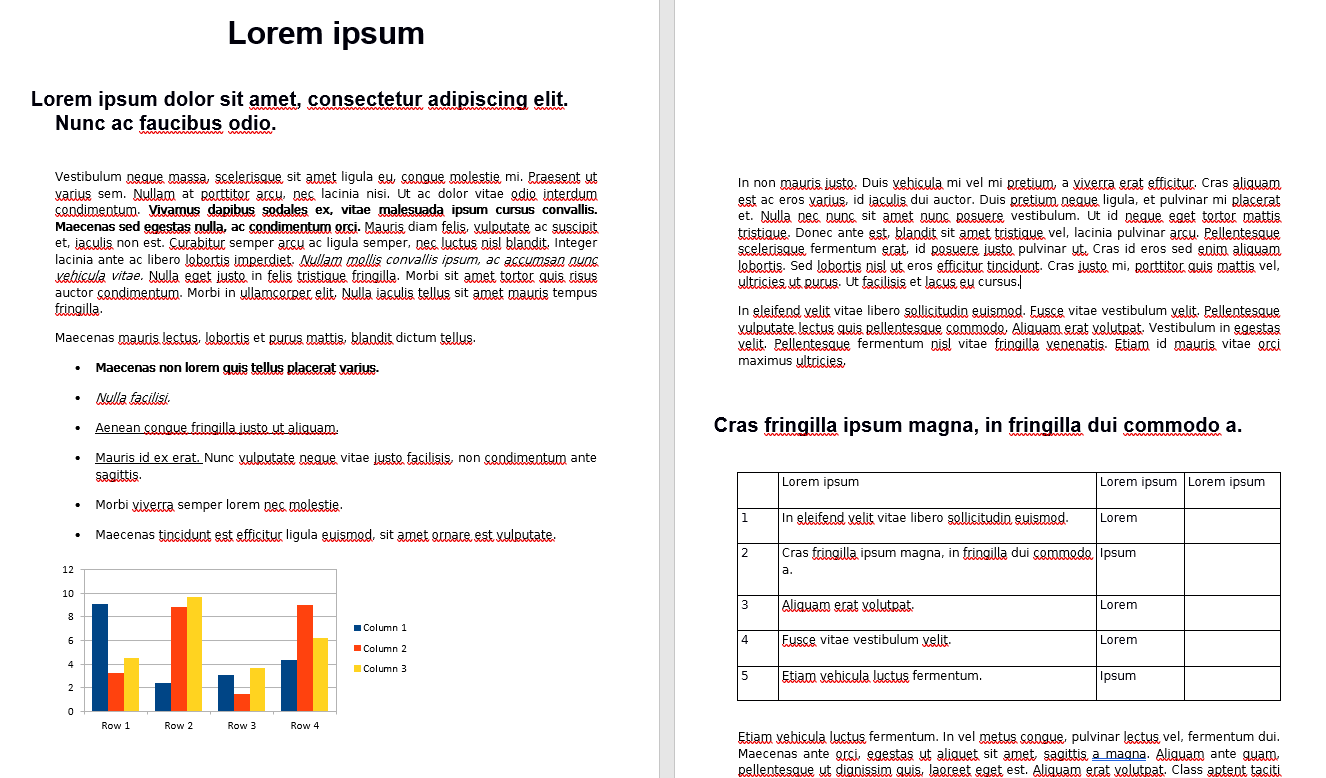 Lorem ipsum
Lorem ipsum dolor sit amet, consectetur adipiscing elit.
Nunc ac faucibus odio.
Vestibulum neque massa, scelerisque sit amet ligula eu, congue molestie mi. Praesent ut
varius sem. Nullam at porttitor arcu, nec lacinia nisi. Ut ac dolor vitae odio interdum
condimentum. Vivamus dapibus sodales ex, vitae malesuada ipsum cursus convallis.
Maecenas sed egestas nulla, ac condimentum orci. Mauris diam felis, vulputate ac suscipit
et, iaculis non est. Curabitur semper arcu ac ligula semper, nec luctus nisl blandit. Integer
lacinia ante ac libero lobortis imperdiet. Nullam mollis convallis ipsum, ac accumsan nunc
vehicula vitae. Nulla eget justo in felis tristique fringilla. Morbi sit amet tortor quis risus
auctor condimentum. Morbi in ullamcorper elit. Nulla iaculis tellus sit amet mauris tempus
fringilla.
Maecenas mauris lectus, lobortis et purus mattis, blandit dictum tellus.
• Maecenas non lorem quis tellus placerat varius.
• Nulla facilisi.
• Aenean congue fringilla justo ut aliquam.
• Mauris id ex erat. Nunc vulputate neque vitae justo facilisis, non condimentum ante
sagittis.
• Morbi viverra semper lorem nec molestie.
• Maecenas tincidunt est efficitur ligula euismod, sit amet ornare est vulputate.
12
10
8
6
4
2
0
Row 1 Row 2 Row 3 Row 4
Column 1
Column 2
Column 3
In non mauris justo. Duis vehicula mi vel mi pretium, a viverra erat efficitur. Cras aliquam
est ac eros varius, id iaculis dui auctor. Duis pretium neque ligula, et pulvinar mi placerat
et. Nulla nec nunc sit amet nunc posuere vestibulum. Ut id neque eget tortor mattis
tristique. Donec ante est, blandit sit amet tristique vel, lacinia pulvinar arcu. Pellentesque
scelerisque fermentum erat, id posuere justo pulvinar ut. Cras id eros sed enim aliquam
lobortis. Sed lobortis nisl ut eros efficitur tincidunt. Cras justo mi, porttitor quis mattis vel,
ultricies ut purus. Ut facilisis et lacus eu cursus.
In eleifend velit vitae libero sollicitudin euismod. Fusce vitae vestibulum velit. Pellentesque
vulputate lectus quis pellentesque commodo. Aliquam erat volutpat. Vestibulum in egestas
velit. Pellentesque fermentum nisl vitae fringilla venenatis. Etiam id mauris vitae orci
maximus ultricies.
Cras fringilla ipsum magna, in fringilla dui commodo a.
Lorem ipsum Lorem ipsum Lorem ipsum
1 In eleifend velit vitae libero sollicitudin euismod. Lorem
2 Cras fringilla ipsum magna, in fringilla dui commodo Ipsum
a.
3 Aliquam erat volutpat. Lorem
4 Fusce vitae vestibulum velit. Lorem
5 Etiam vehicula luctus fermentum. Ipsum
Etiam vehicula luctus fermentum. In vel metus congue, pulvinar lectus vel, fermentum dui.
Maecenas ante orci, egestas ut aliquet sit amet, sagittis a magna. Aliquam ante quam,
pellentesque ut dignissim quis, laoreet eget est. Aliquam erat volutpat. Class aptent taciti